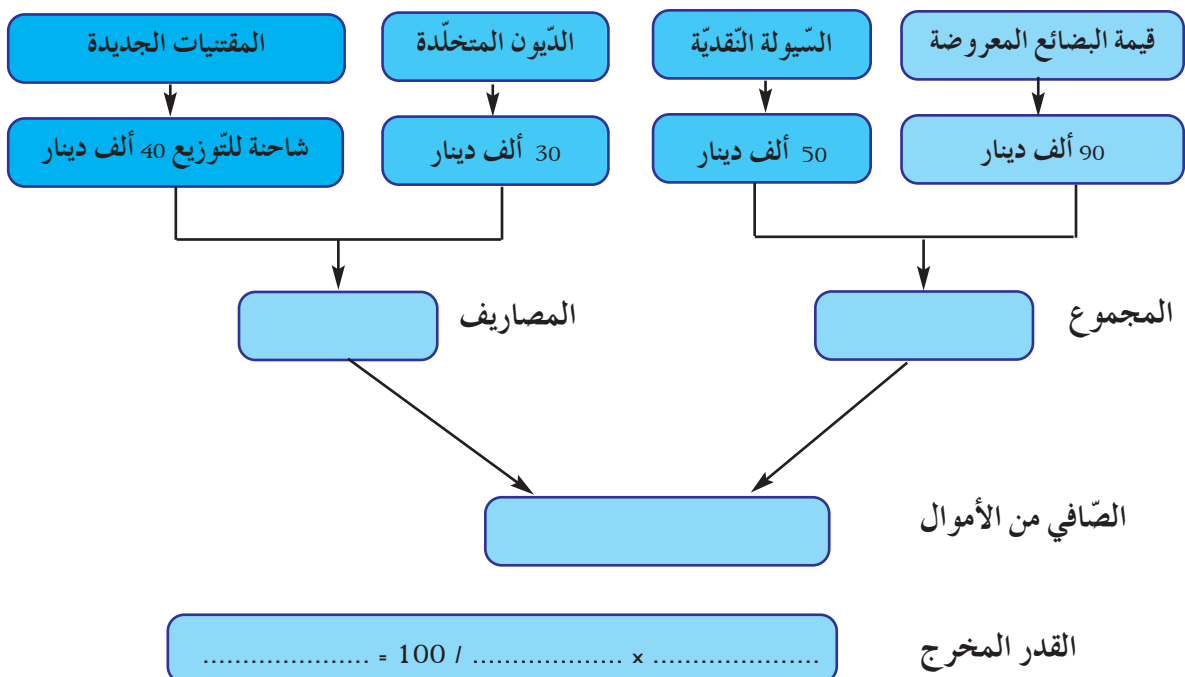 قيمة البضائع المعروضة
السّيولة النّقديّة
الدّيون المتخلّدة
المقتنيات الجديدة
90 ألف دينار
50 ألف دينار
30 ألف دينار
شاحنة للتّوزيع 40 ألف دينار
المجموع
المصاريف
الصّافي من الأموال
القدر المخرج
..................... = 100 / ................... x .....................